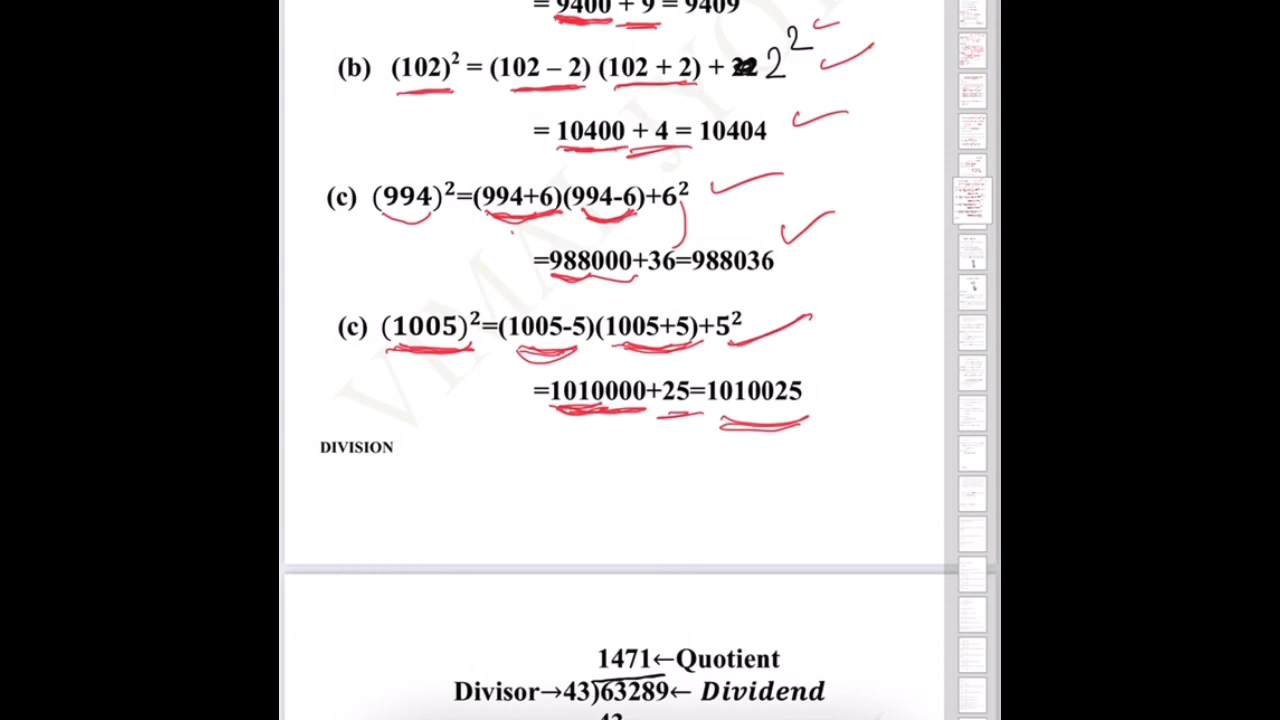 = 9400 + 9 = 9409
(b) (102)² = (102 – 2) (102 + 2) + 2²
= 10400 + 4 = 10404
(c) (994)²=(994+6)(994-6)+6²
=988000+36=988036
(c) (1005)²=(1005-5)(1005+5)+5²
=1010000+25=1010025
DIVISION
1471←Quotient
Divisor→43)63289← Dividend